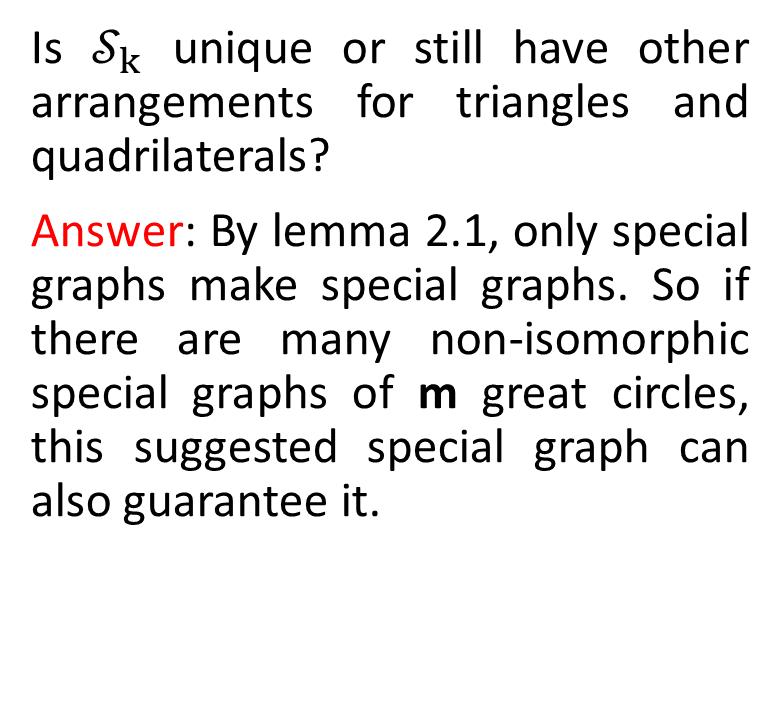 Is 𝒮k unique or still have other
arrangements for triangles and
quadrilaterals?
Answer: By lemma 2.1, only special
graphs make special graphs. So if
there are many non-isomorphic
special graphs of m great circles,
this suggested special graph can
also guarantee it.